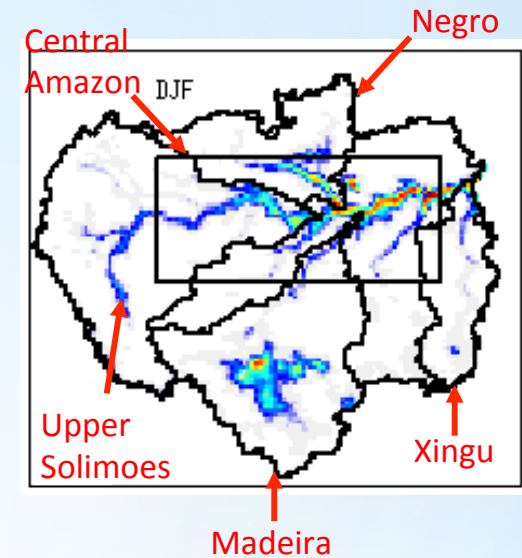 Negro
Central
Amazon
DJF
Upper
Solimoes
Xingu
Madeira